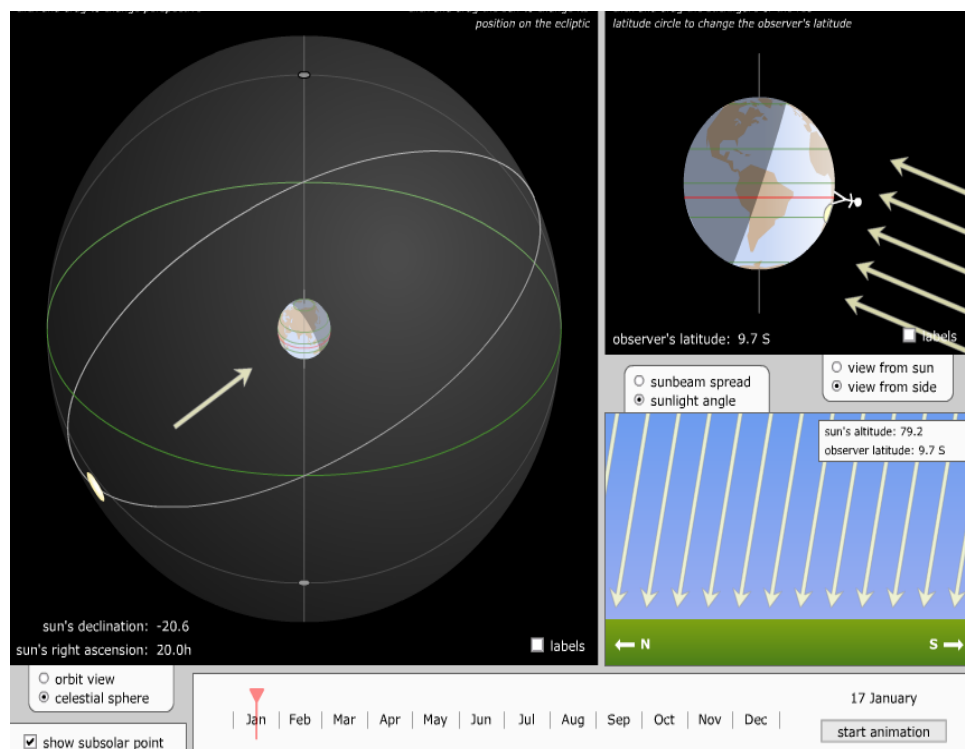 position on the ecliptic
latitude circle to change the observer's latitude
observer's latitude: 9.7 S
labels
view from sun
view from side
sunbeam spread
sunlight angle
sun's altitude: 79.2
observer latitude: 9.7 S
N
S
sun's declination: -20.6
sun's right ascension: 20.0h
labels
orbit view
celestial sphere
show subsolar point
Jan
Feb
Mar
Apr
May
Jun
Jul
Aug
Sep
Oct
Nov
Dec
17 January
start animation